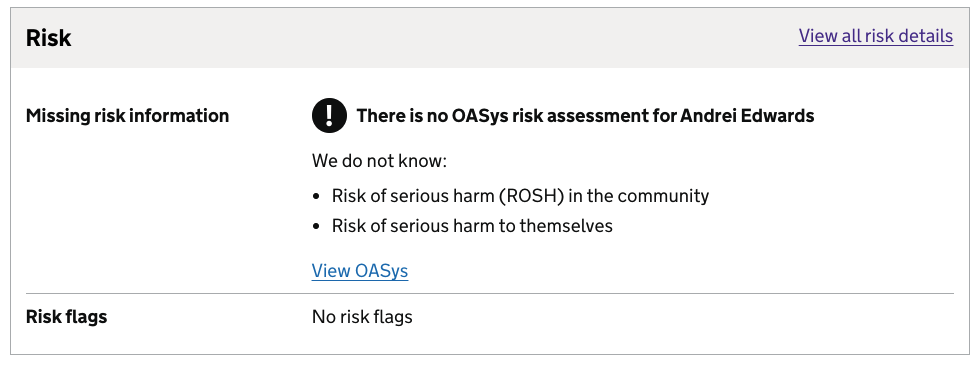 Risk
View all risk details
Missing risk information
! There is no OASys risk assessment for Andrei Edwards
We do not know:
• Risk of serious harm (ROSH) in the community
• Risk of serious harm to themselves
View OASys
Risk flags
No risk flags